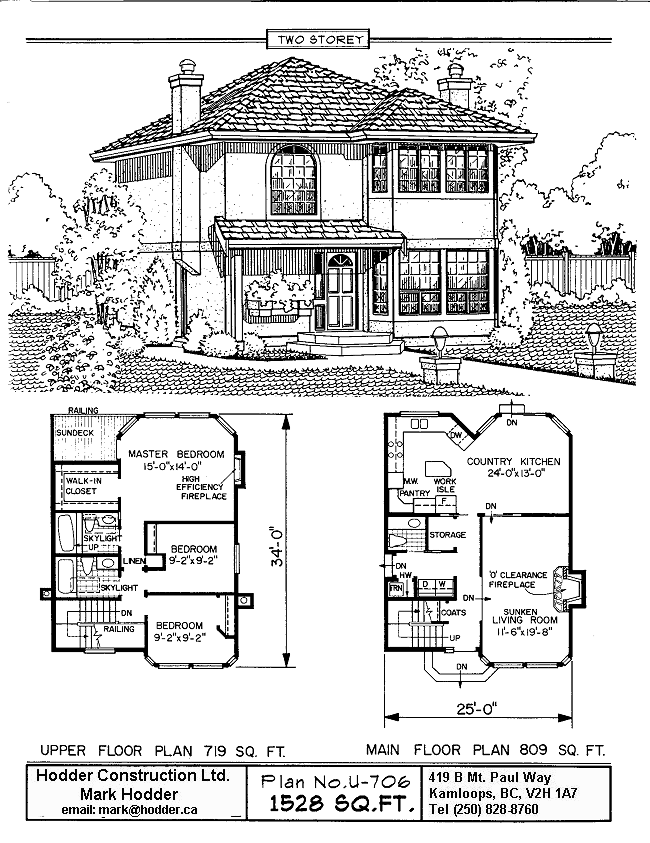 TWO STOREY
RAILING
SUNDECK
MASTER BEDROOM
15'-0"x14'-0"
HIGH
EFFICIENCY
FIREPLACE
WALK-IN
CLOSET
SKYLIGHT
UP
LINEN
BEDROOM
9'-2"x9'-2"
SKYLIGHT
DN
RAILING
BEDROOM
9'-2"x9'-2"
34'-0"
DN
DW
COUNTRY KITCHEN
24'-0"x13'-0"
M.W.
WORK
ISLE
PANTRY
F
DN
STORAGE
DN
HW
FRN
D W
'O' CLEARANCE
FIREPLACE
COATS
DN
SUNKEN
LIVING ROOM
11'-6"x19'-8"
UP
DN
25'-0"
UPPER FLOOR PLAN 719 SQ. FT.
MAIN FLOOR PLAN 809 SQ. FT.
Hodder Construction Ltd.
Mark Hodder
email: mark@hodder.ca
Plan No.U-706
1528 SQ.FT.
419 B Mt. Paul Way
Kamloops, BC, V2H 1A7
Tel (250) 828-8760